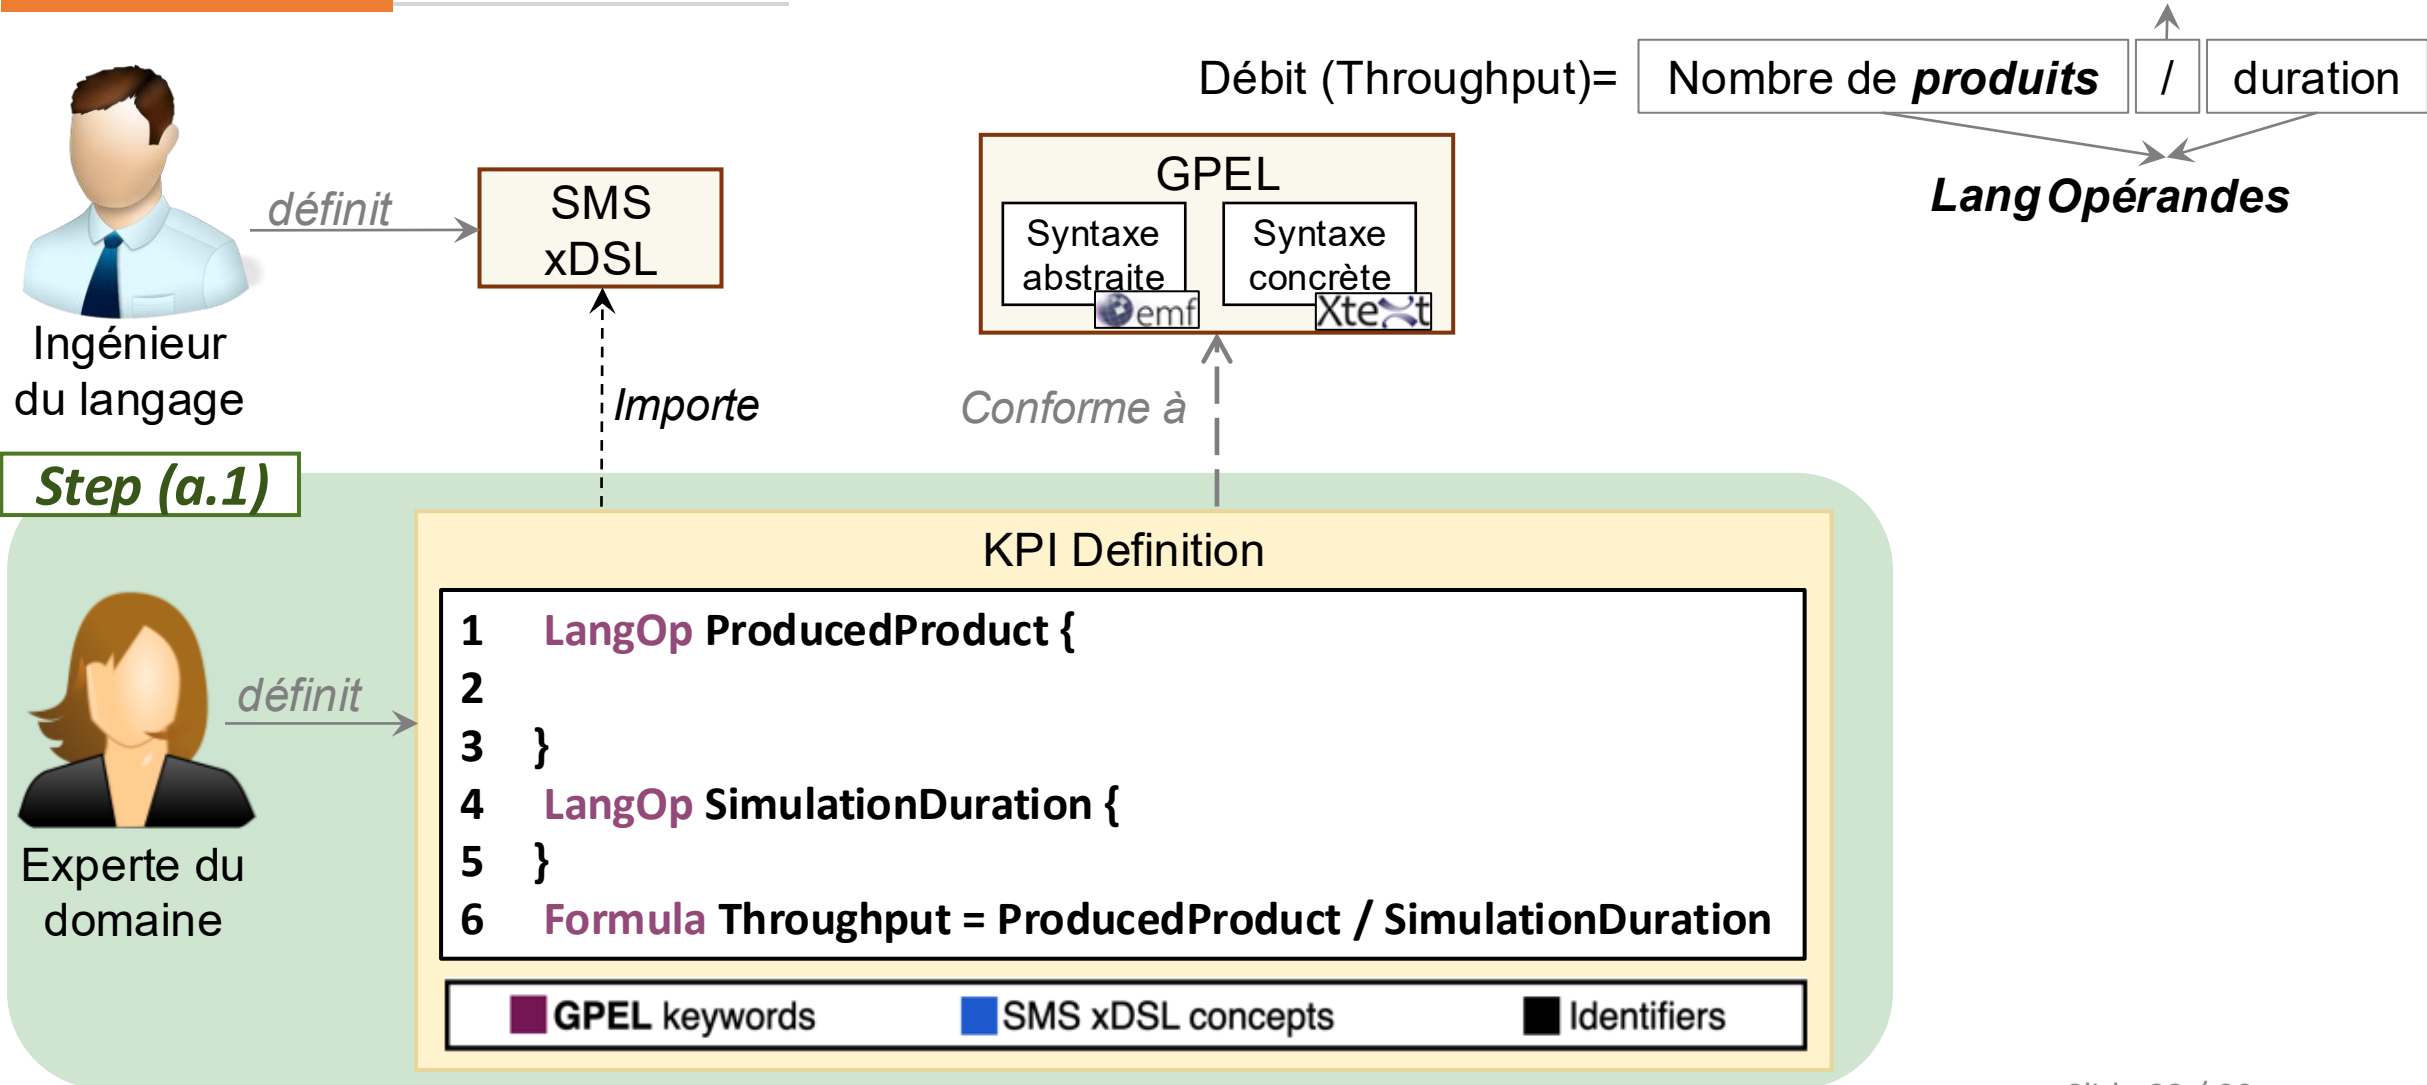 Débit (Throughput)= Nombre de produits / duration
Lang Opérandes
définit
SMS
xDSL
GPEL
Syntaxe
abstraite
emf
Syntaxe
concrète
Xtext
Ingénieur
du langage
Importe
Conforme à
Step (a.1)
KPI Definition
1 LangOp ProducedProduct {
2
3 }
4 LangOp SimulationDuration {
5 }
6 Formula Throughput = ProducedProduct / SimulationDuration
définit
Experte du
domaine
GPEL keywords SMS xDSL concepts Identifiers